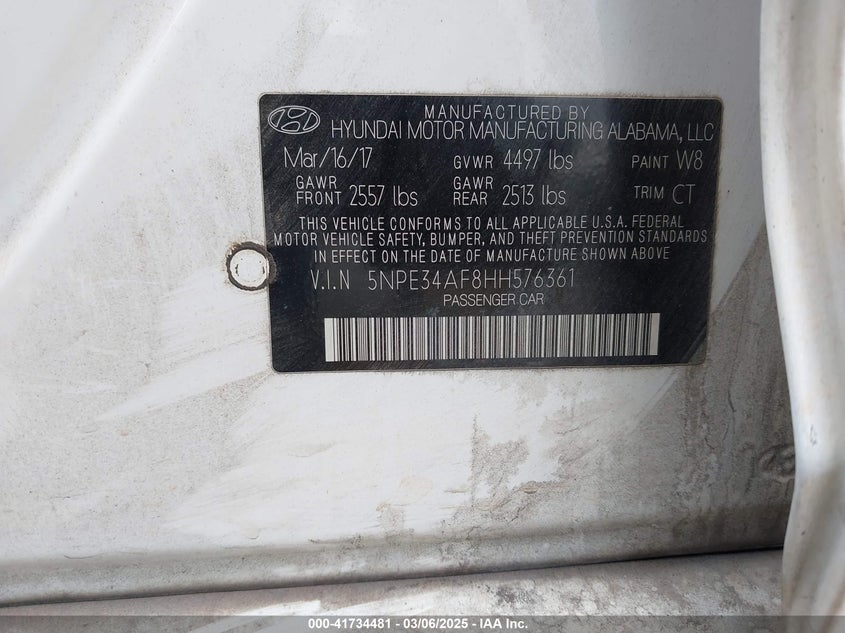 MANUFACTURED BY
HYUNDAI MOTOR MANUFACTURING ALABAMA, LLC
Mar/16/17 GVWR 4497 lbs PAINT W8
GAWR FRONT 2557 lbs GAWR REAR 2513 lbs TRIM CT
THIS VEHICLE CONFORMS TO ALL APPLICABLE U.S.A. FEDERAL
MOTOR VEHICLE SAFETY, BUMPER, AND THEFT PREVENTION STANDARDS
IN EFFECT ON THE DATE OF MANUFACTURE SHOWN ABOVE
V.I.N 5NPE34AF8HH576361
PASSENGER CAR
000-41734481 - 03/06/2025 - IAA Inc.